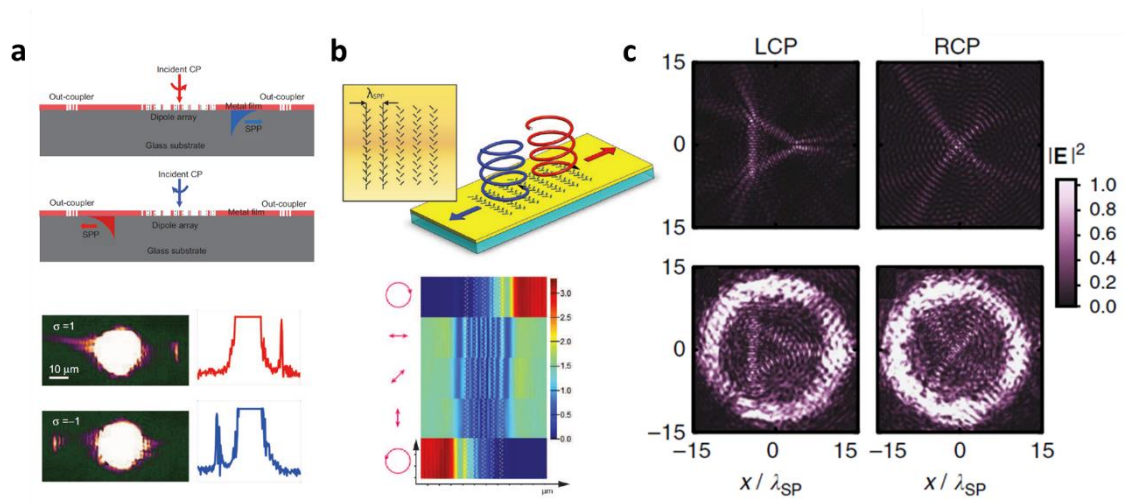 a
Incident CP
Out-coupler
Out-coupler
Metal film
Dipole array
SPP
Glass substrate
Incident CP
Out-coupler
Out-coupler
Metal film
Dipole array
SPP
Glass substrate
σ =1
10 μm
σ=-1
b
λSPP
3.0
2.5
2.0
1.5
1.0
0.5
0.0
μm
c
LCP
RCP
15
0
15
|E|2
1.0
0.8
0.6
0.4
0.2
0.0
15
0
−15
−15 0 15
−15 0 15
x / λSP
x / λSP